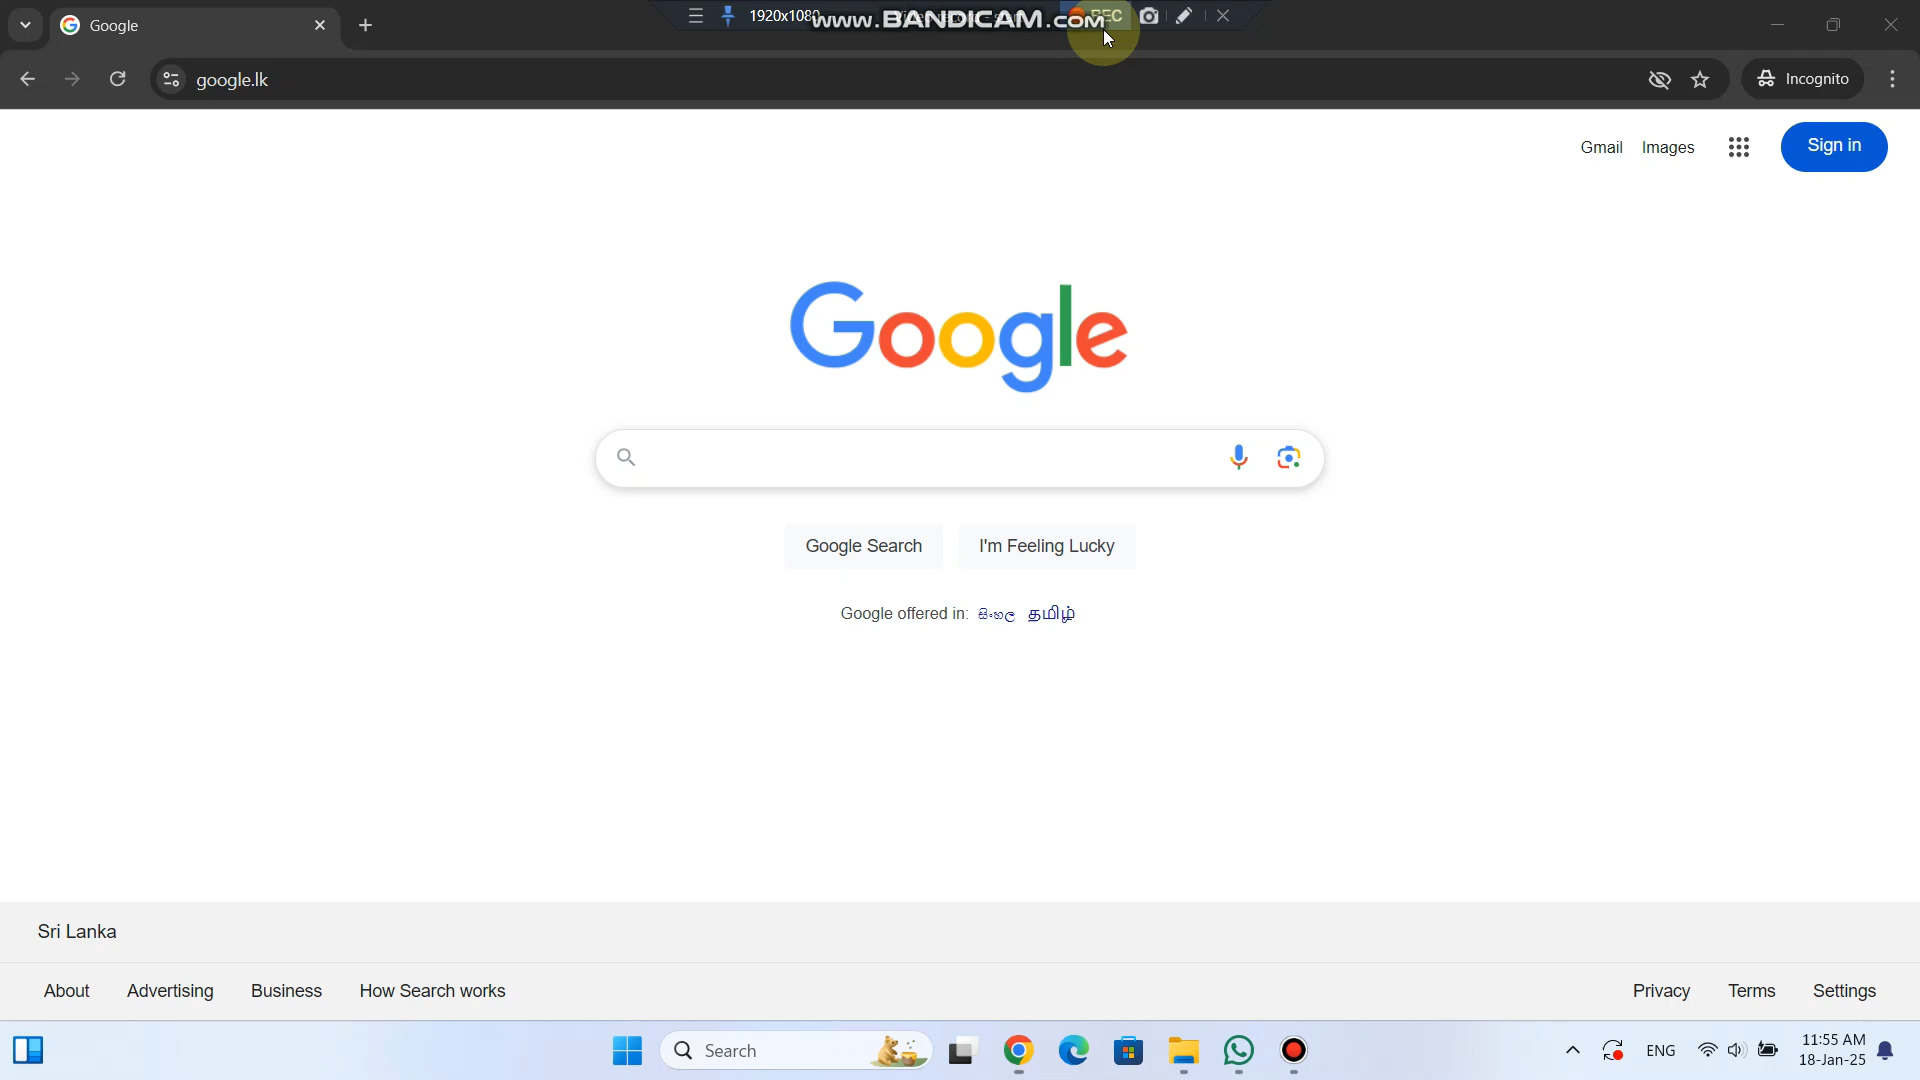 Google
1920x1080
www.BANDICAM.com
REC
google.lk
Incognito
Gmail Images Sign in
Google
Google Search I'm Feeling Lucky
Google offered in: සිංහල தமிழ்
Sri Lanka
About Advertising Business How Search works Privacy Terms Settings
Search
ENG
11:55 AM
18-Jan-25